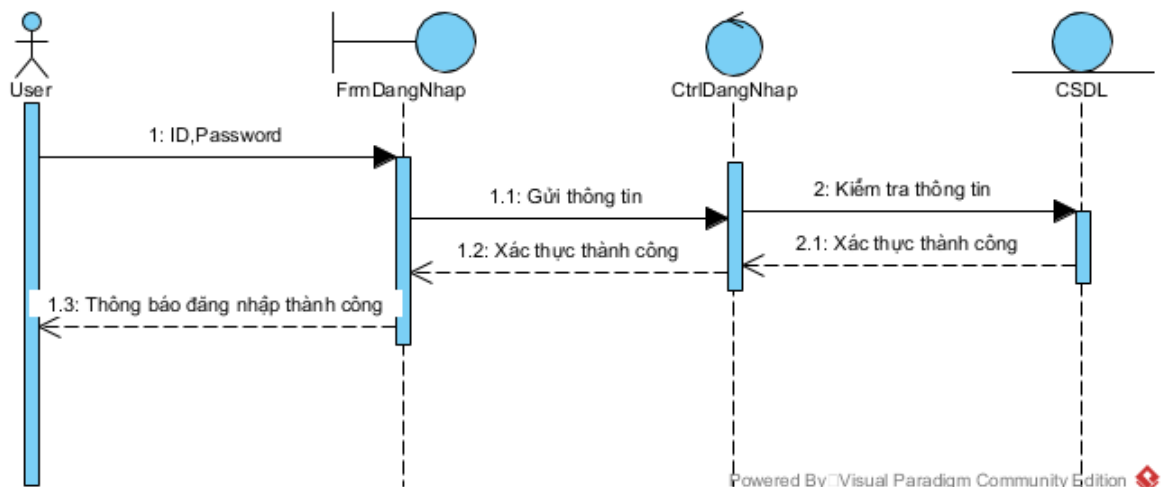 User
FrmDangNhap
CtrlDangNhap
CSDL
1: ID,Password
1.1: Gửi thông tin
2: Kiểm tra thông tin
1.2: Xác thực thành công
2.1: Xác thực thành công
1.3: Thông báo đăng nhập thành công
Powered By Visual Paradigm Community Edition